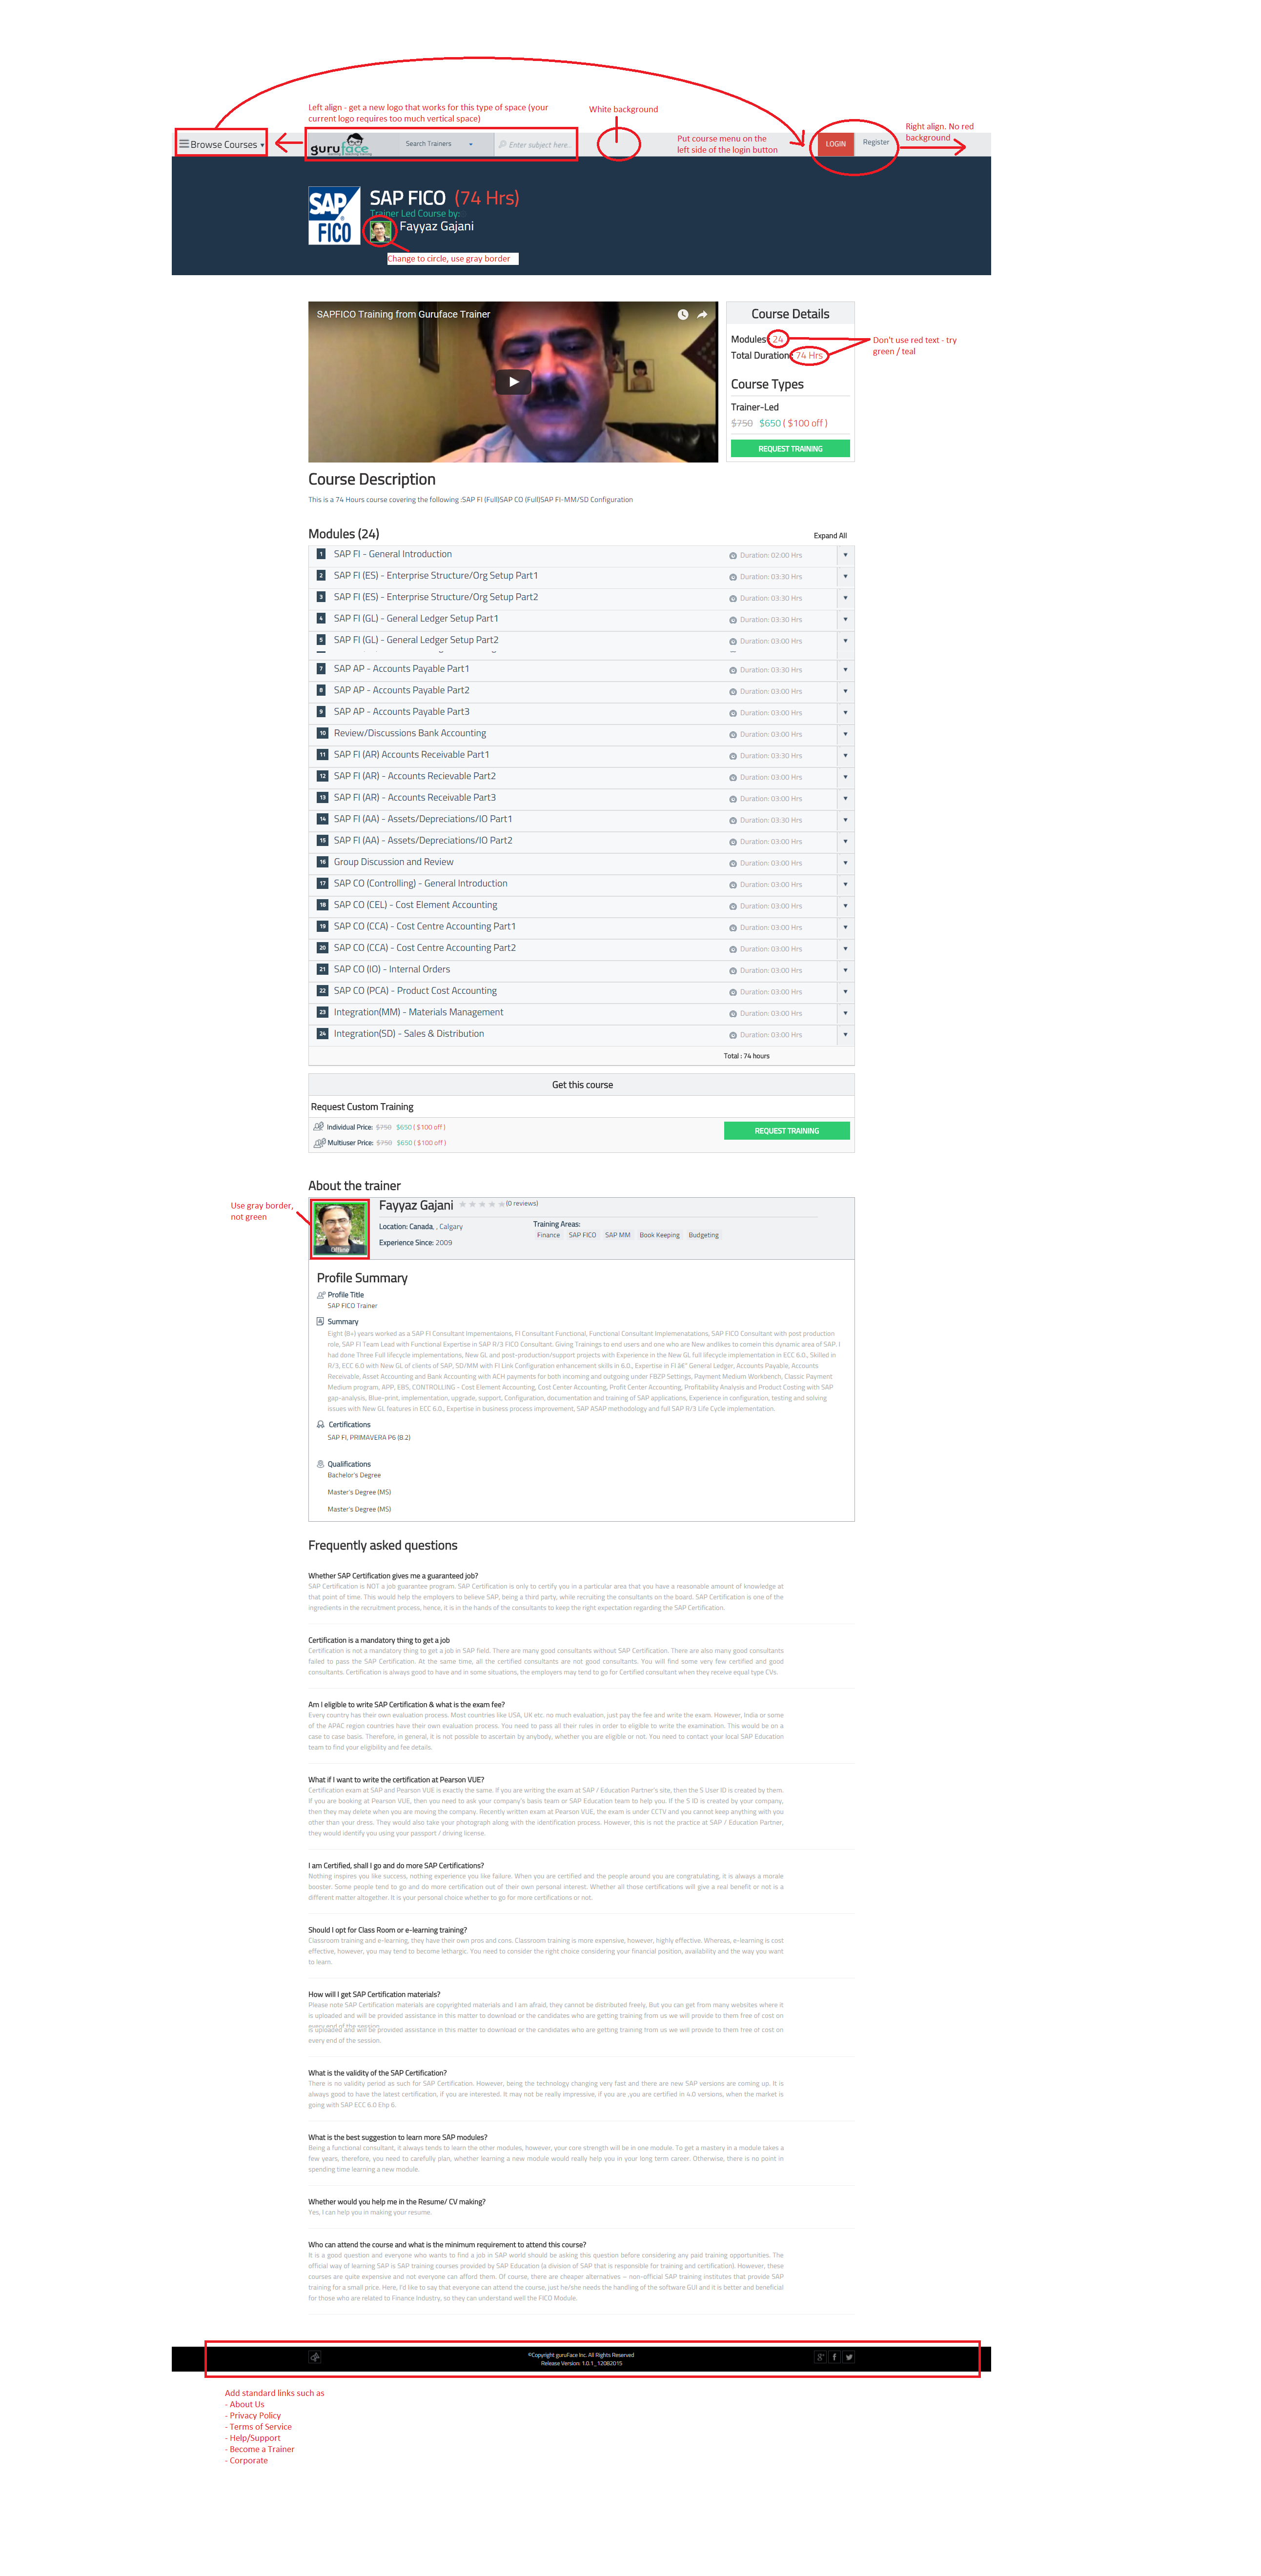 Left align - get a new logo that works for this type of space (your
current logo requires too much vertical space)
White background
Put course menu on the
left side of the login button
Right align. No red
background
Browse Courses
guruface
Search Trainers
Enter subject here..
LOGIN
Register
SAP
FICO
SAP FICO (74 Hrs)
Trainer Led Course by:
Fayyaz Gajani
Change to circle, use gray border
SAPFICO Training from Guruface Trainer
Course Details
Modules : 24
Total Duration : 74 Hrs
Don't use red text - try
green / teal
Course Types
Trainer-Led
$750 $650 ( $100 off )
REQUEST TRAINING
Course Description
This is a 74 Hours course covering the following :SAP FI (Full)SAP CO (Full)SAP FI-MM/SD Configuration
Modules (24)
Expand All
1 SAP FI - General Introduction Duration: 02:00 Hrs
2 SAP FI (ES) - Enterprise Structure/Org Setup Part1 Duration: 03:30 Hrs
3 SAP FI (ES) - Enterprise Structure/Org Setup Part2 Duration: 03:30 Hrs
4 SAP FI (GL) - General Ledger Setup Part1 Duration: 03:30 Hrs
5 SAP FI (GL) - General Ledger Setup Part2 Duration: 03:00 Hrs
7 SAP AP - Accounts Payable Part1 Duration: 03:30 Hrs
8 SAP AP - Accounts Payable Part2 Duration: 03:00 Hrs
9 SAP AP - Accounts Payable Part3 Duration: 03:00 Hrs
10 Review/Discussions Bank Accounting Duration: 03:00 Hrs
11 SAP FI (AR) Accounts Receivable Part1 Duration: 03:30 Hrs
12 SAP FI (AR) - Accounts Recievable Part2 Duration: 03:00 Hrs
13 SAP FI (AR) - Accounts Receivable Part3 Duration: 03:00 Hrs
14 SAP FI (AA) - Assets/Depreciations/IO Part1 Duration: 03:30 Hrs
15 SAP FI (AA) - Assets/Depreciations/IO Part2 Duration: 03:00 Hrs
16 Group Discussion and Review Duration: 03:00 Hrs
17 SAP CO (Controlling) - General Introduction Duration: 03:00 Hrs
18 SAP CO (CEL) - Cost Element Accounting Duration: 03:00 Hrs
19 SAP CO (CCA) - Cost Centre Accounting Part1 Duration: 03:00 Hrs
20 SAP CO (CCA) - Cost Centre Accounting Part2 Duration: 03:00 Hrs
21 SAP CO (IO) - Internal Orders Duration: 03:00 Hrs
22 SAP CO (PCA) - Product Cost Accounting Duration: 03:00 Hrs
23 Integration(MM) - Materials Management Duration: 03:00 Hrs
24 Integration(SD) - Sales & Distribution Duration: 03:00 Hrs
Total : 74 hours
Get this course
Request Custom Training
Individual Price: $750 $650 ( $100 off )
Multiuser Price: $750 $650 ( $100 off )
REQUEST TRAINING
About the trainer
Use gray border,
not green
Offline
Fayyaz Gajani (0 reviews)
Location: Canada, , Calgary
Experience Since: 2009
Training Areas:
Finance SAP FICO SAP MM Book Keeping Budgeting
Profile Summary
Profile Title
SAP FICO Trainer
Summary
Eight (8+) years worked as a SAP FI Consultant Impementaions, FI Consultant Functional, Functional Consultant Implemenatations, SAP FICO Consultant with post production
role, SAP FI Team Lead with Functional Expertise in SAP R/3 FICO Consultant. Giving Trainings to end users and one who are New andlikes to comein this dynamic area of SAP. I
had done Three Full lifecycle implementations, New GL and post-production/support projects with Experience in the New GL full lifecycle implementation in ECC 6.0., Skilled in
R/3, ECC 6.0 with New GL of clients of SAP, SD/MM with FI Link Configuration enhancement skills in 6.0., Expertise in FI â€" General Ledger, Accounts Payable, Accounts
Receivable, Asset Accounting and Bank Accounting with ACH payments for both incoming and outgoing under FBZP Settings, Payment Medium Workbench, Classic Payment
Medium program, APP, EBS, CONTROLLING - Cost Element Accounting, Cost Center Accounting, Profit Center Accounting, Profitability Analysis and Product Costing with SAP
gap-analysis, Blue-print, implementation, upgrade, support, Configuration, documentation and training of SAP applications, Experience in configuration, testing and solving
issues with New GL features in ECC 6.0., Expertise in business process improvement, SAP ASAP methodology and full SAP R/3 Life Cycle implementation.
Certifications
SAP FI, PRIMAVERA P6 (8.2)
Qualifications
Bachelor's Degree
Master's Degree (MS)
Master's Degree (MS)
Frequently asked questions
Whether SAP Certification gives me a guaranteed job?
SAP Certification is NOT a job guarantee program. SAP Certification is only to certify you in a particular area that you have a reasonable amount of knowledge at
that point of time. This would help the employers to believe SAP, being a third party, while recruiting the consultants on the board. SAP Certification is one of the
ingredients in the recruitment process, hence, it is in the hands of the consultants to keep the right expectation regarding the SAP Certification.
Certification is a mandatory thing to get a job
Certification is not a mandatory thing to get a job in SAP field. There are many good consultants without SAP Certification. There are also many good consultants
failed to pass the SAP Certification. At the same time, all the certified consultants are not good consultants. You will find some very few certified and good
consultants. Certification is always good to have and in some situations, the employers may tend to go for Certified consultant when they receive equal type CVs.
Am I eligible to write SAP Certification & what is the exam fee?
Every country has their own evaluation process. Most countries like USA, UK etc. no much evaluation, just pay the fee and write the exam. However, India or some
of the APAC region countries have their own evaluation process. You need to pass all their rules in order to eligible to write the examination. This would be on a
case to case basis. Therefore, in general, it is not possible to ascertain by anybody, whether you are eligible or not. You need to contact your local SAP Education
team to find your eligibility and fee details.
What if I want to write the certification at Pearson VUE?
Certification exam at SAP and Pearson VUE is exactly the same. If you are writing the exam at SAP / Education Partner's site, then the S User ID is created by them.
If you are booking at Pearson VUE, then you need to ask your company's basis team or SAP Education team to help you. If the S ID is created by your company,
then they may delete when you are moving the company. Recently written exam at Pearson VUE, the exam is under CCTV and you cannot keep anything with you
other than your dress. They would also take your photograph along with the identification process. However, this is not the practice at SAP / Education Partner,
they would identify you using your passport / driving license.
I am Certified, shall I go and do more SAP Certifications?
Nothing inspires you like success, nothing experience you like failure. When you are certified and the people around you are congratulating, it is always a morale
booster. Some people tend to go and do more certification out of their own personal interest. Whether all those certifications will give a real benefit or not is a
different matter altogether. It is your personal choice whether to go for more certifications or not.
Should I opt for Class Room or e-learning training?
Classroom training and e-learning, they have their own pros and cons. Classroom training is more expensive, however, highly effective. Whereas, e-learning is cost
effective, however, you may tend to become lethargic. You need to consider the right choice considering your financial position, availability and the way you want
to learn.
How will I get SAP Certification materials?
Please note SAP Certification materials are copyrighted materials and I am afraid, they cannot be distributed freely, But you can get from many websites where it
is uploaded and will be provided assistance in this matter to download or the candidates who are getting training from us we will provide to them free of cost on
every end of the session.
is uploaded and will be provided assistance in this matter to download or the candidates who are getting training from us we will provide to them free of cost on
every end of the session.
What is the validity of the SAP Certification?
There is no validity period as such for SAP Certification. However, being the technology changing very fast and there are new SAP versions are coming up. It is
always good to have the latest certification, if you are interested. It may not be really impressive, if you are ,you are certified in 4.0 versions, when the market is
going with SAP ECC 6.0 Ehp 6.
What is the best suggestion to learn more SAP modules?
Being a functional consultant, it always tends to learn the other modules, however, your core strength will be in one module. To get a mastery in a module takes a
few years, therefore, you need to carefully plan, whether learning a new module would really help you in your long term career. Otherwise, there is no point in
spending time learning a new module.
Whether would you help me in the Resume/ CV making?
Yes, I can help you in making your resume.
Who can attend the course and what is the minimum requirement to attend this course?
It is a good question and everyone who wants to find a job in SAP world should be asking this question before considering any paid training opportunities. The
official way of learning SAP is SAP training courses provided by SAP Education (a division of SAP that is responsible for training and certification). However, these
courses are quite expensive and not everyone can afford them. Of course, there are cheaper alternatives – non-official SAP training institutes that provide SAP
training for a small price. Here, I'd like to say that everyone can attend the course, just he/she needs the handling of the software GUI and it is better and beneficial
for those who are related to Finance Industry, so they can understand well the FICO Module.
©Copyright guruFace Inc. All Rights Reserved
Release Version: 1.0.1_12082015
Add standard links such as
- About Us
- Privacy Policy
- Terms of Service
- Help/Support
- Become a Trainer
- Corporate